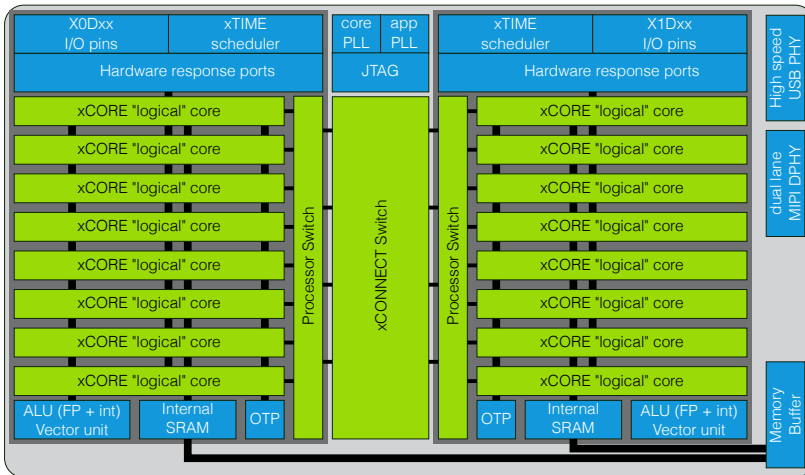 X0Dxx
I/O pins
xTIME
scheduler
core
PLL
app
PLL
xTIME
scheduler
X1Dxx
I/O pins
Hardware response ports
JTAG
Hardware response ports
High speed
USB PHY
dual lane
MIPI DPHY
xCORE "logical" core
xCORE "logical" core
xCORE "logical" core
xCORE "logical" core
xCORE "logical" core
xCORE "logical" core
xCORE "logical" core
xCORE "logical" core
Processor Switch
xCONNECT Switch
Processor Switch
xCORE "logical" core
xCORE "logical" core
xCORE "logical" core
xCORE "logical" core
xCORE "logical" core
xCORE "logical" core
xCORE "logical" core
xCORE "logical" core
ALU (FP + int)
Vector unit
Internal
SRAM
OTP
OTP
Internal
SRAM
ALU (FP + int)
Vector unit
Memory
Buffer